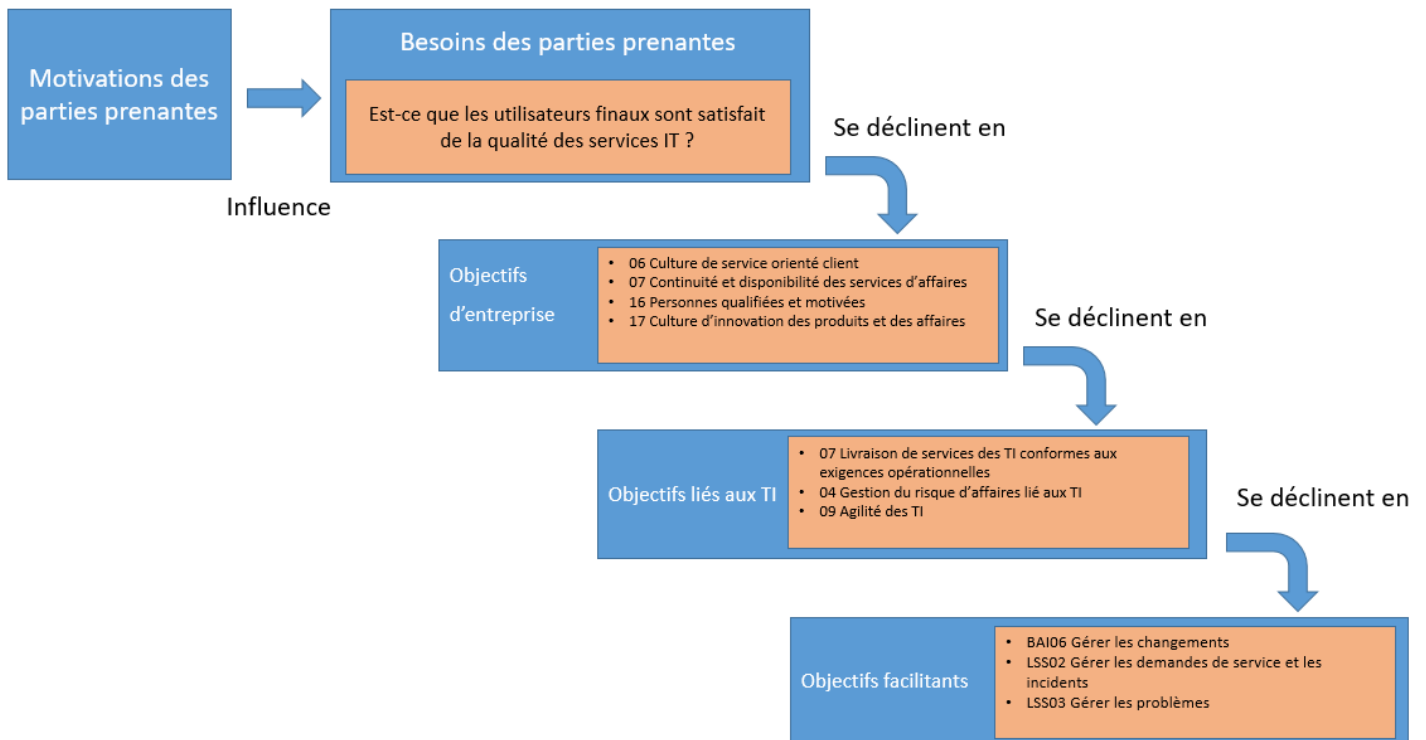 Motivations des
parties prenantes
Influence
Besoins des parties prenantes
Est-ce que les utilisateurs finaux sont satisfait
de la qualité des services IT ?
Se déclinent en
Objectifs
d’entreprise
• 06 Culture de service orienté client
• 07 Continuité et disponibilité des services d’affaires
• 16 Personnes qualifiées et motivées
• 17 Culture d’innovation des produits et des affaires
Se déclinent en
Objectifs liés aux TI
• 07 Livraison de services des TI conformes aux
exigences opérationnelles
• 04 Gestion du risque d’affaires lié aux TI
• 09 Agilité des TI
Se déclinent en
Objectifs facilitants
• BAI06 Gérer les changements
• LSS02 Gérer les demandes de service et les
incidents
• LSS03 Gérer les problèmes